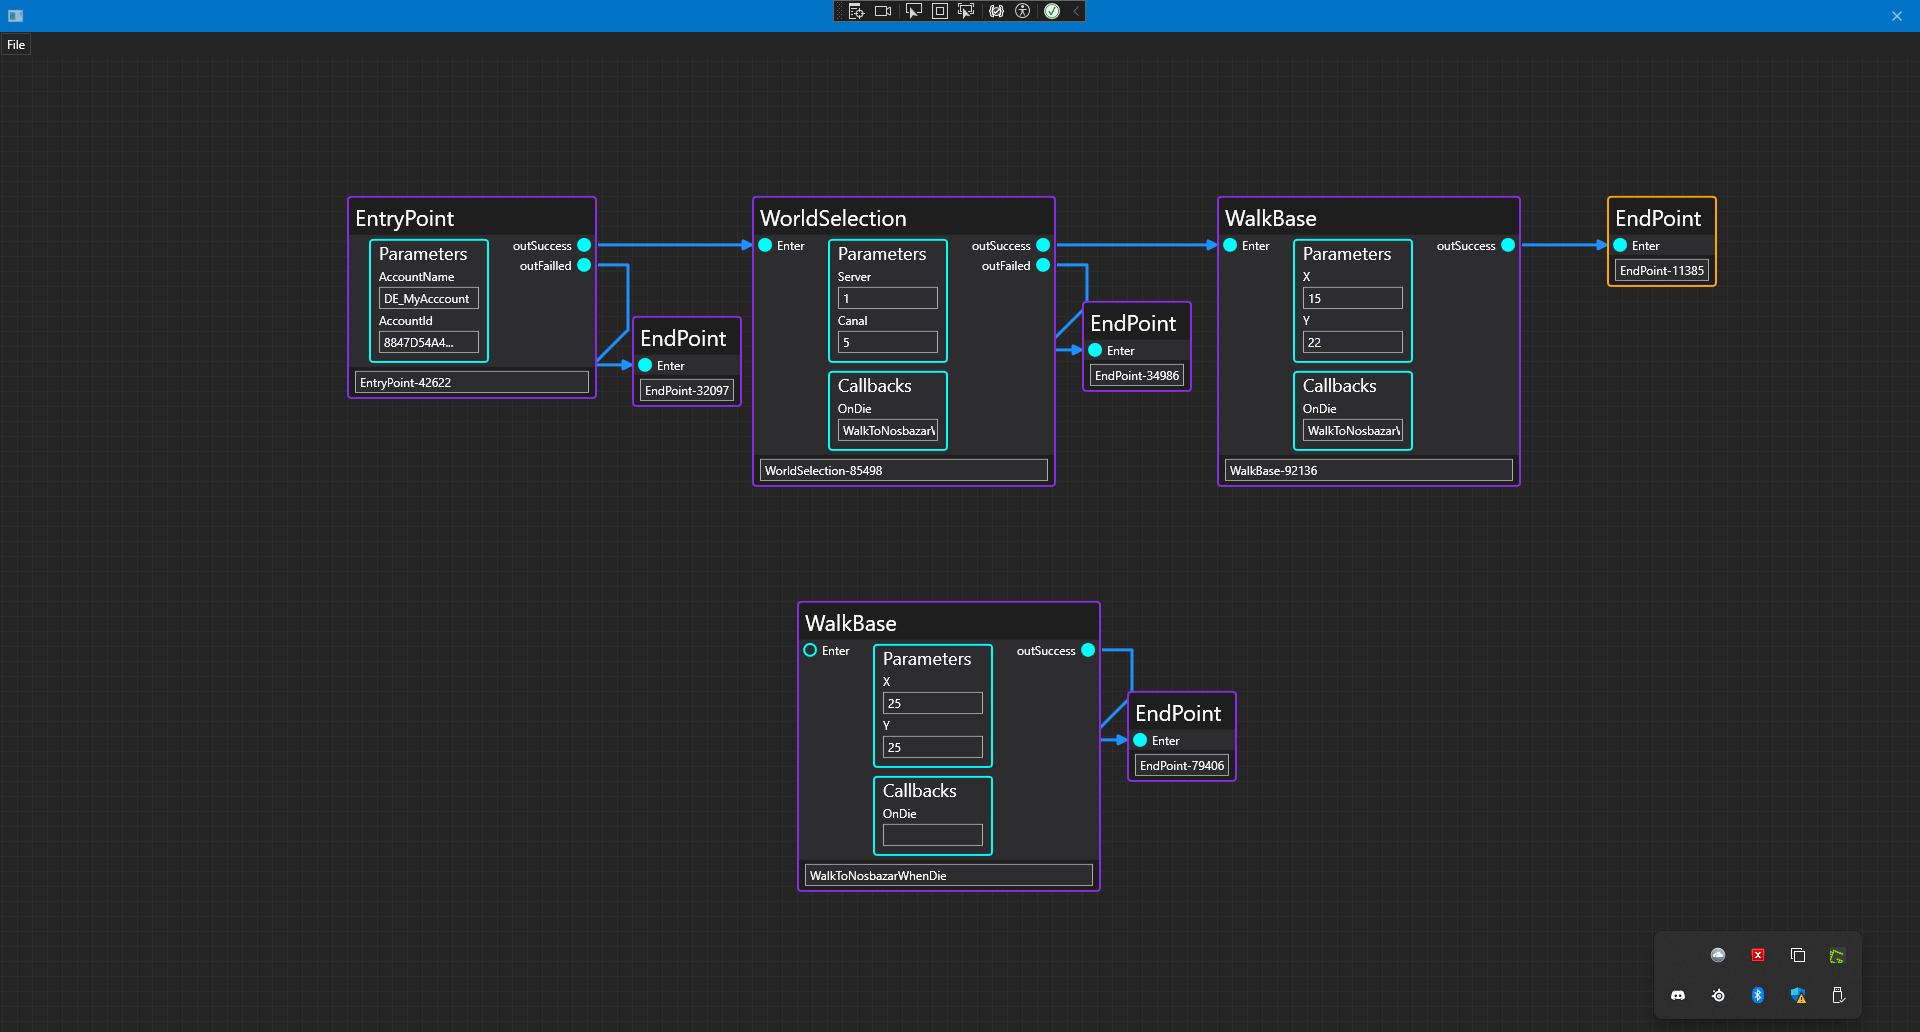 File
EntryPoint
Parameters
AccountName
DE_MyAcccount
AccountId
8847D54A4...
outSuccess
outFailled
EntryPoint-42622
EndPoint
Enter
EndPoint-32097
WorldSelection
Enter
Parameters
Server
1
Canal
5
Callbacks
OnDie
WalkToNosbazar
outSuccess
outFailed
WorldSelection-85498
EndPoint
Enter
EndPoint-34986
WalkBase
Enter
Parameters
X
15
Y
22
Callbacks
OnDie
WalkToNosbazar
outSuccess
WalkBase-92136
EndPoint
Enter
EndPoint-11385
WalkBase
Enter
Parameters
X
25
Y
25
Callbacks
OnDie
outSuccess
WalkToNosbazarWhenDie
EndPoint
Enter
EndPoint-79406